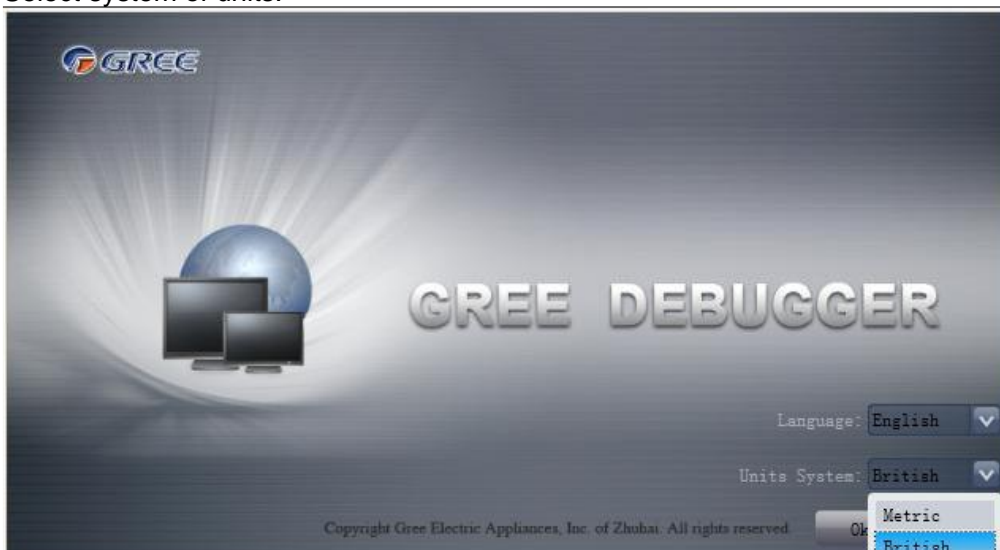 Select system of units.
GREE
GREE DEBUGGER
Language: English
Units System: British
Metric
Copyright Gree Electric Appliances, Inc. of Zhuhai. All rights reserved. Ok
British